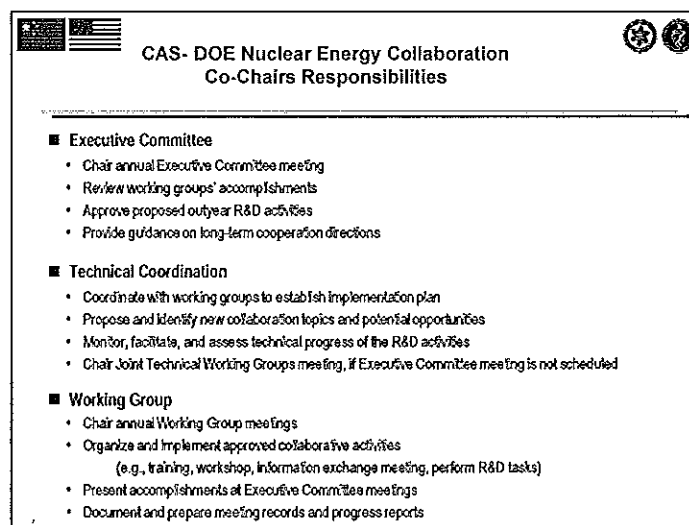 CAS- DOE Nuclear Energy Collaboration
Co-Chairs Responsibilities
■ Executive Committee
• Chair annual Executive Committee meeting
• Review working groups' accomplishments
• Approve proposed outyear R&D activities
• Provide guidance on long-term cooperation directions
■ Technical Coordination
• Coordinate with working groups to establish implementation plan
• Propose and identify new collaboration topics and potential opportunities
• Monitor, facilitate, and assess technical progress of the R&D activities
• Chair Joint Technical Working Groups meeting, if Executive Committee meeting is not scheduled
■ Working Group
• Chair annual Working Group meetings
• Organize and implement approved collaborative activities
(e.g., training, workshop, information exchange meeting, perform R&D tasks)
• Present accomplishments at Executive Committee meetings
• Document and prepare meeting records and progress reports